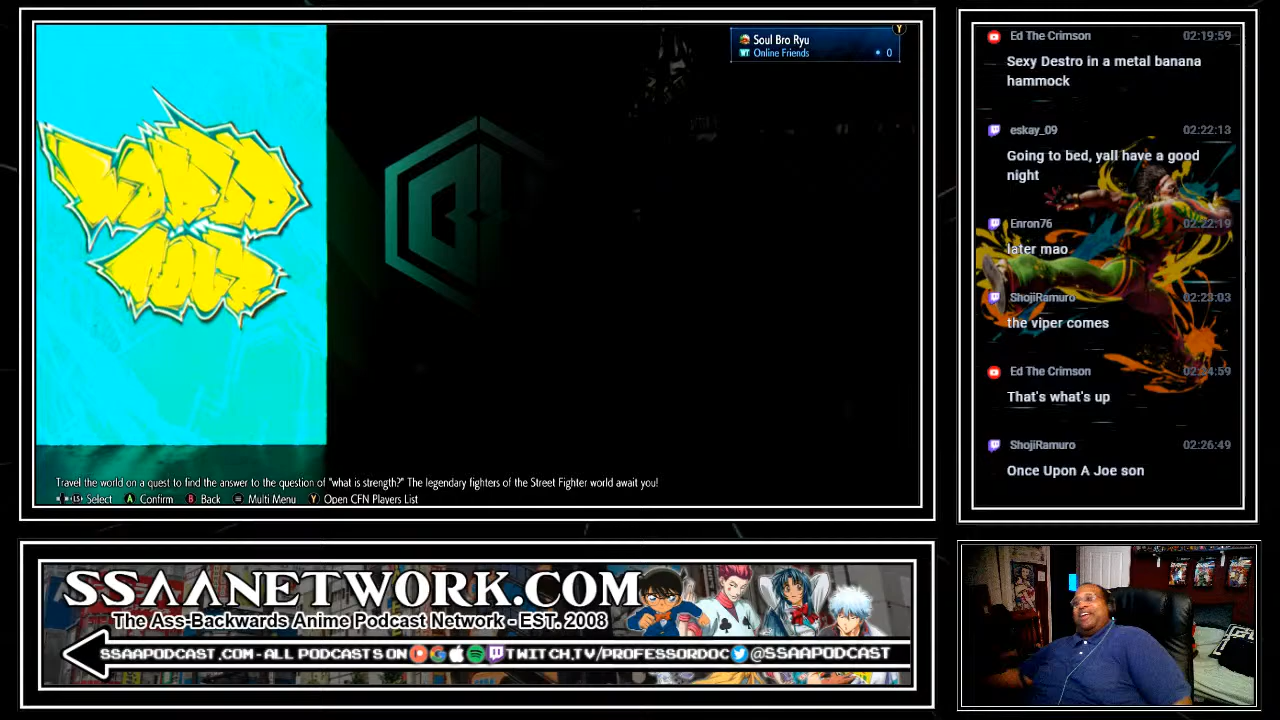 Soul Bro Ryu
WT Online Friends 0
Y
WORLD
TOUR
Travel the world on a quest to find the answer to the question of "what is strength?" The legendary fighters of the Street Fighter world await you!
LS Select A Confirm B Back Multi Menu Y Open CFN Players List
Ed The Crimson 02:19:59
Sexy Destro in a metal banana
hammock
eskay_09 02:22:13
Going to bed, yall have a good
night
Enron76 02:22:19
later mao
ShojiRamuro 02:23:03
the viper comes
Ed The Crimson 02:24:59
That's what's up
ShojiRamuro 02:26:49
Once Upon A Joe son
SSAANETWORK.COM
The Ass-Backwards Anime Podcast Network - EST. 2008
SSAAPODCAST.COM-ALL PODCASTS ON TWITCH.TV/PROFESSORDOC @SSAAPODCAST